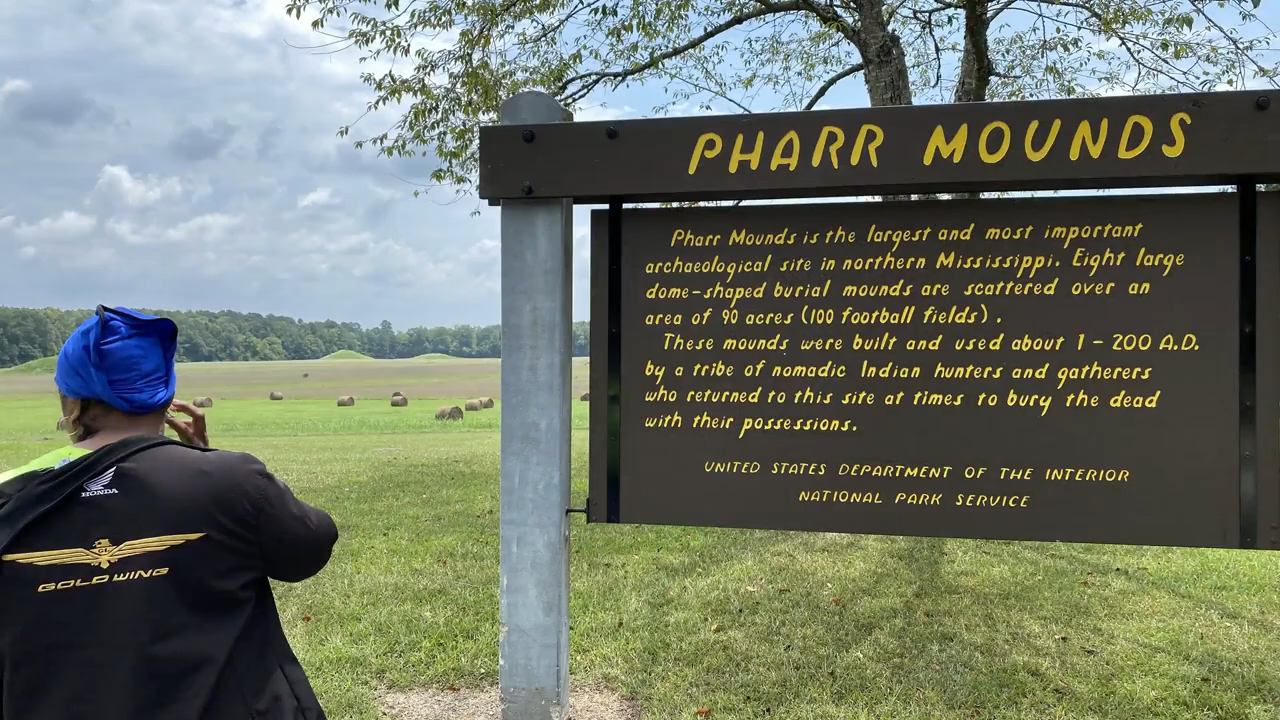 PHARR MOUNDS
Pharr Mounds is the largest and most important
archaeological site in northern Mississippi. Eight large
dome-shaped burial mounds are scattered over an
area of 90 acres (100 football fields).
These mounds were built and used about 1 - 200 A.D.
by a tribe of nomadic Indian hunters and gatherers
who returned to this site at times to bury the dead
with their possessions.
UNITED STATES DEPARTMENT OF THE INTERIOR
NATIONAL PARK SERVICE
HONDA
GOLD WING